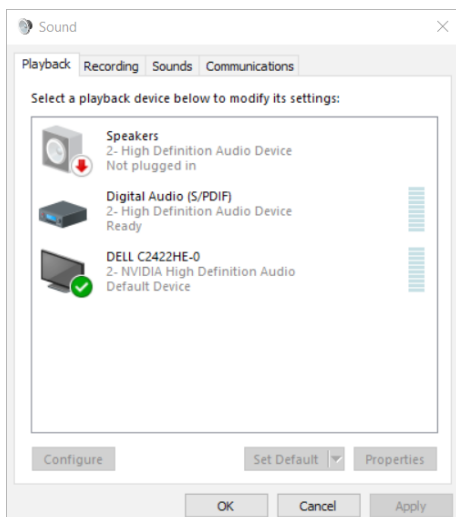 Sound
Playback Recording Sounds Communications
Select a playback device below to modify its settings:
Speakers
2- High Definition Audio Device
Not plugged in
Digital Audio (S/PDIF)
2- High Definition Audio Device
Ready
DELL C2422HE-0
2- NVIDIA High Definition Audio
Default Device
Configure Set Default Properties
OK Cancel Apply